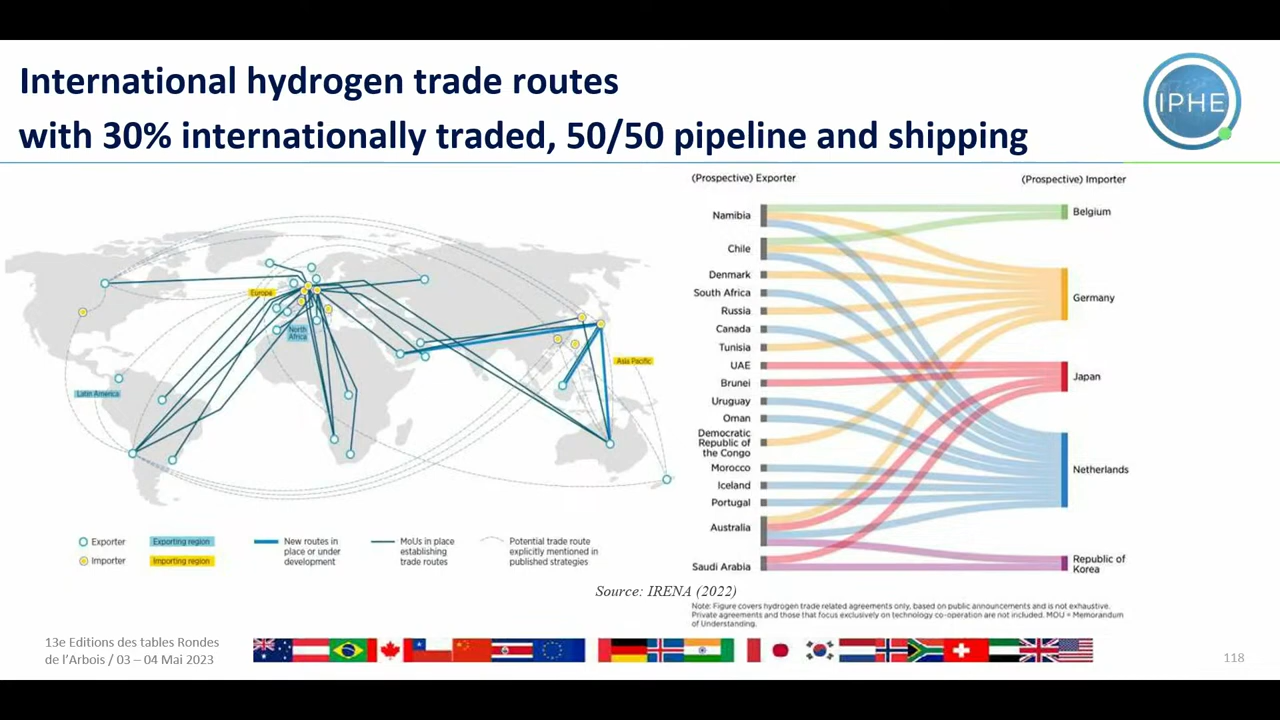 International hydrogen trade routes
with 30% internationally traded, 50/50 pipeline and shipping
IPHE
Europe
North
Africa
Asia Pacific
Latin America
Exporter
Exporting region
New routes in
place or under
development
MoUs in place
establishing
trade routes
Potential trade route
explicitly mentioned in
published strategies
Importer
Importing region
(Prospective) Exporter
(Prospective) Importer
Namibia
Chile
Denmark
South Africa
Russia
Canada
Tunisia
UAE
Brunei
Uruguay
Oman
Democratic
Republic of
the Congo
Morocco
Iceland
Portugal
Australia
Saudi Arabia
Belgium
Germany
Japan
Netherlands
Republic of
Korea
Source: IRENA (2022)
Note: Figure covers hydrogen trade related agreements only, based on public announcements and is not exhaustive.
Private agreements and those that focus exclusively on technology co-operation are not included. MOU = Memorandum
of Understanding.
13e Editions des tables Rondes
de l'Arbois / 03 – 04 Mai 2023
118